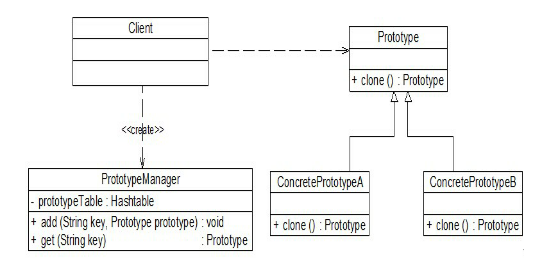 Client
Prototype
+ clone () : Prototype
<<create>>
PrototypeManager
- prototypeTable : Hashtable
+ add (String key, Prototype prototype) : void
+ get (String key) : Prototype
ConcretePrototypeA
+ clone () : Prototype
ConcretePrototypeB
+ clone () : Prototype